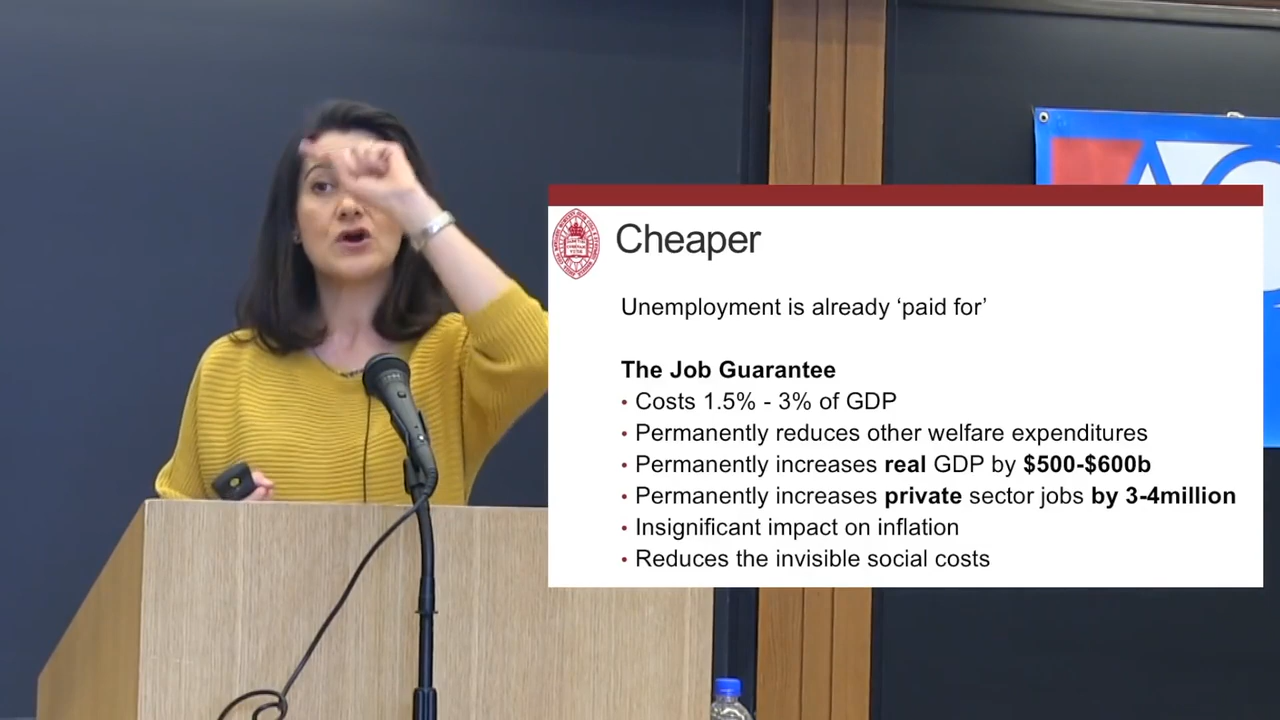 Cheaper
Unemployment is already ‘paid for’
The Job Guarantee
• Costs 1.5% - 3% of GDP
• Permanently reduces other welfare expenditures
• Permanently increases real GDP by $500-$600b
• Permanently increases private sector jobs by 3-4million
• Insignificant impact on inflation
• Reduces the invisible social costs